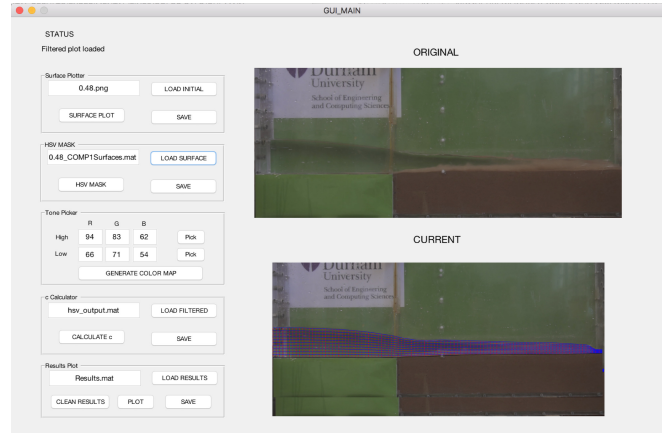 GUI_MAIN
STATUS
Filtered plot loaded
Surface Plotter
0.48.png
LOAD INITIAL
SURFACE PLOT
SAVE
HSV MASK
0.48_COMP1Surfaces.mat
LOAD SURFACE
HSV MASK
SAVE
Tone Picker
R G B
High 94 83 62 Pick
Low 66 71 54 Pick
GENERATE COLOR MAP
c Calculator
hsv_output.mat
LOAD FILTERED
CALCULATE c
SAVE
Results Plot
Results.mat
LOAD RESULTS
CLEAN RESULTS
PLOT
SAVE
ORIGINAL
Durham
University
School of Engineering
and Computing Sciences
CURRENT
Durham
University
School of Engineering
and Computing Sciences